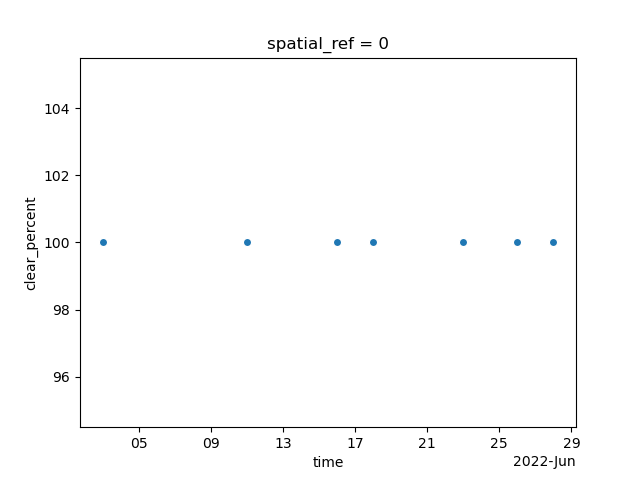 spatial_ref = 0
104
102
100
98
96
clear_percent
05 09 13 17 21 25 29
time
2022-Jun